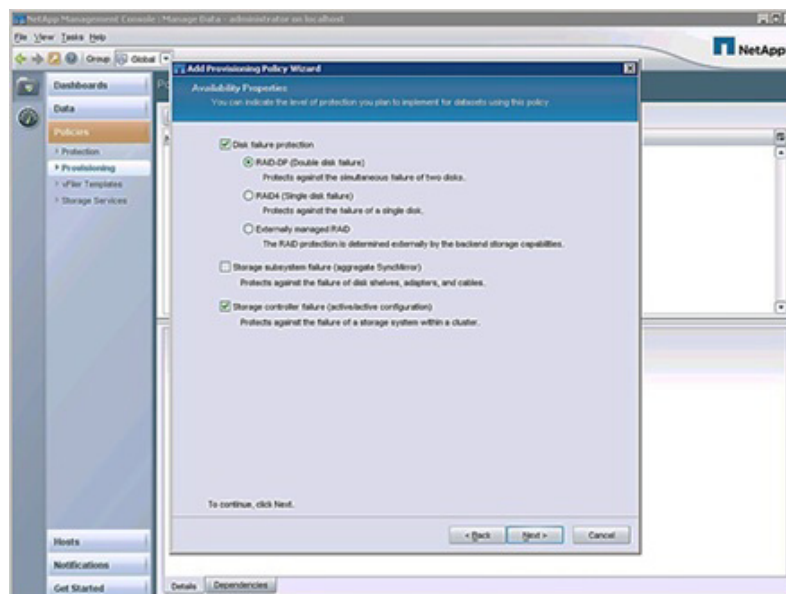 NetApp Management Console : Manage Data - administrator on localhost
File View Tasks Help
Group Global
NetApp
Dashboards
Data
Policies
Protection
Provisioning
vFiler Templates
Storage Services
Hosts
Notifications
Get Started
Add Provisioning Policy Wizard
Availability Properties
You can indicate the level of protection you plan to implement for datasets using this policy
Disk failure protection
RAID-DP (Double disk failure)
Protects against the simultaneous failure of two disks.
RAID4 (Single disk failure)
Protects against the failure of a single disk.
Externally managed RAID
The RAID protection is determined externally by the backend storage capabilities.
Storage subsystem failure (aggregate SyncMirror)
Protects against the failure of disk shelves, adapters, and cables.
Storage controller failure (active/active configuration)
Protects against the failure of a storage system within a cluster.
To continue, click Next.
< Back Next > Cancel
Details Dependencies